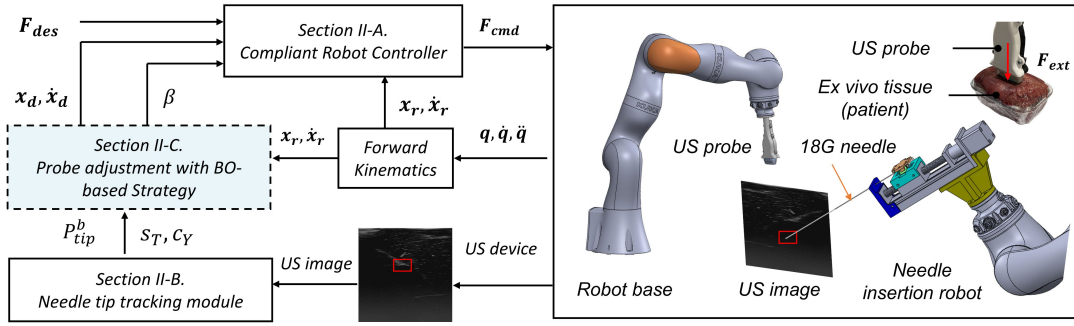 F_des
Section II-A.
Compliant Robot Controller
F_cmd
x_d, ẋ_d
β
x_r, ẋ_r
Section II-C.
Probe adjustment with BO-
based Strategy
x_r, ẋ_r
Forward
Kinematics
q, q̇, q̈
P_tip^b
s_T, c_Y
Section II-B.
Needle tip tracking module
US image
US device
US probe
F_ext
Ex vivo tissue
(patient)
US probe
18G needle
Robot base
US image
Needle
insertion robot